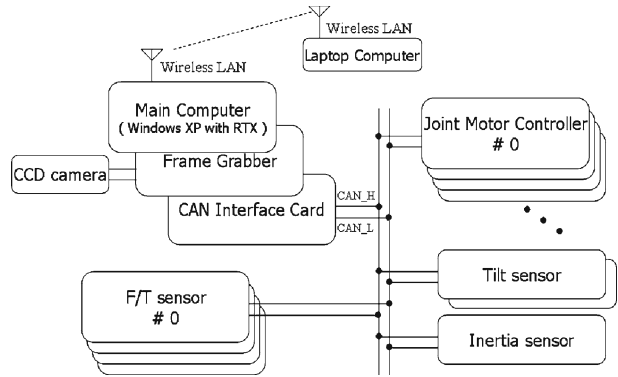 Wireless LAN
Laptop Computer
Wireless LAN
Main Computer
( Windows XP with RTX )
Frame Grabber
CCD camera
CAN Interface Card
CAN_H
CAN_L
Joint Motor Controller
# 0
F/T sensor
# 0
Tilt sensor
Inertia sensor